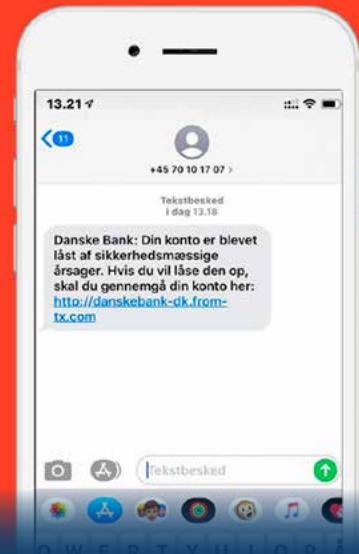 13.21
11
+45 70 10 17 07 >
Tekstbesked
i dag 13.18
Danske Bank: Din konto er blevet
låst af sikkerhedsmæssige
årsager. Hvis du vil låse den op,
skal du gennemgå din konto her:
http://danskebank-dk.from-
tx.com
Tekstbesked
Q W E R T Y U I O P